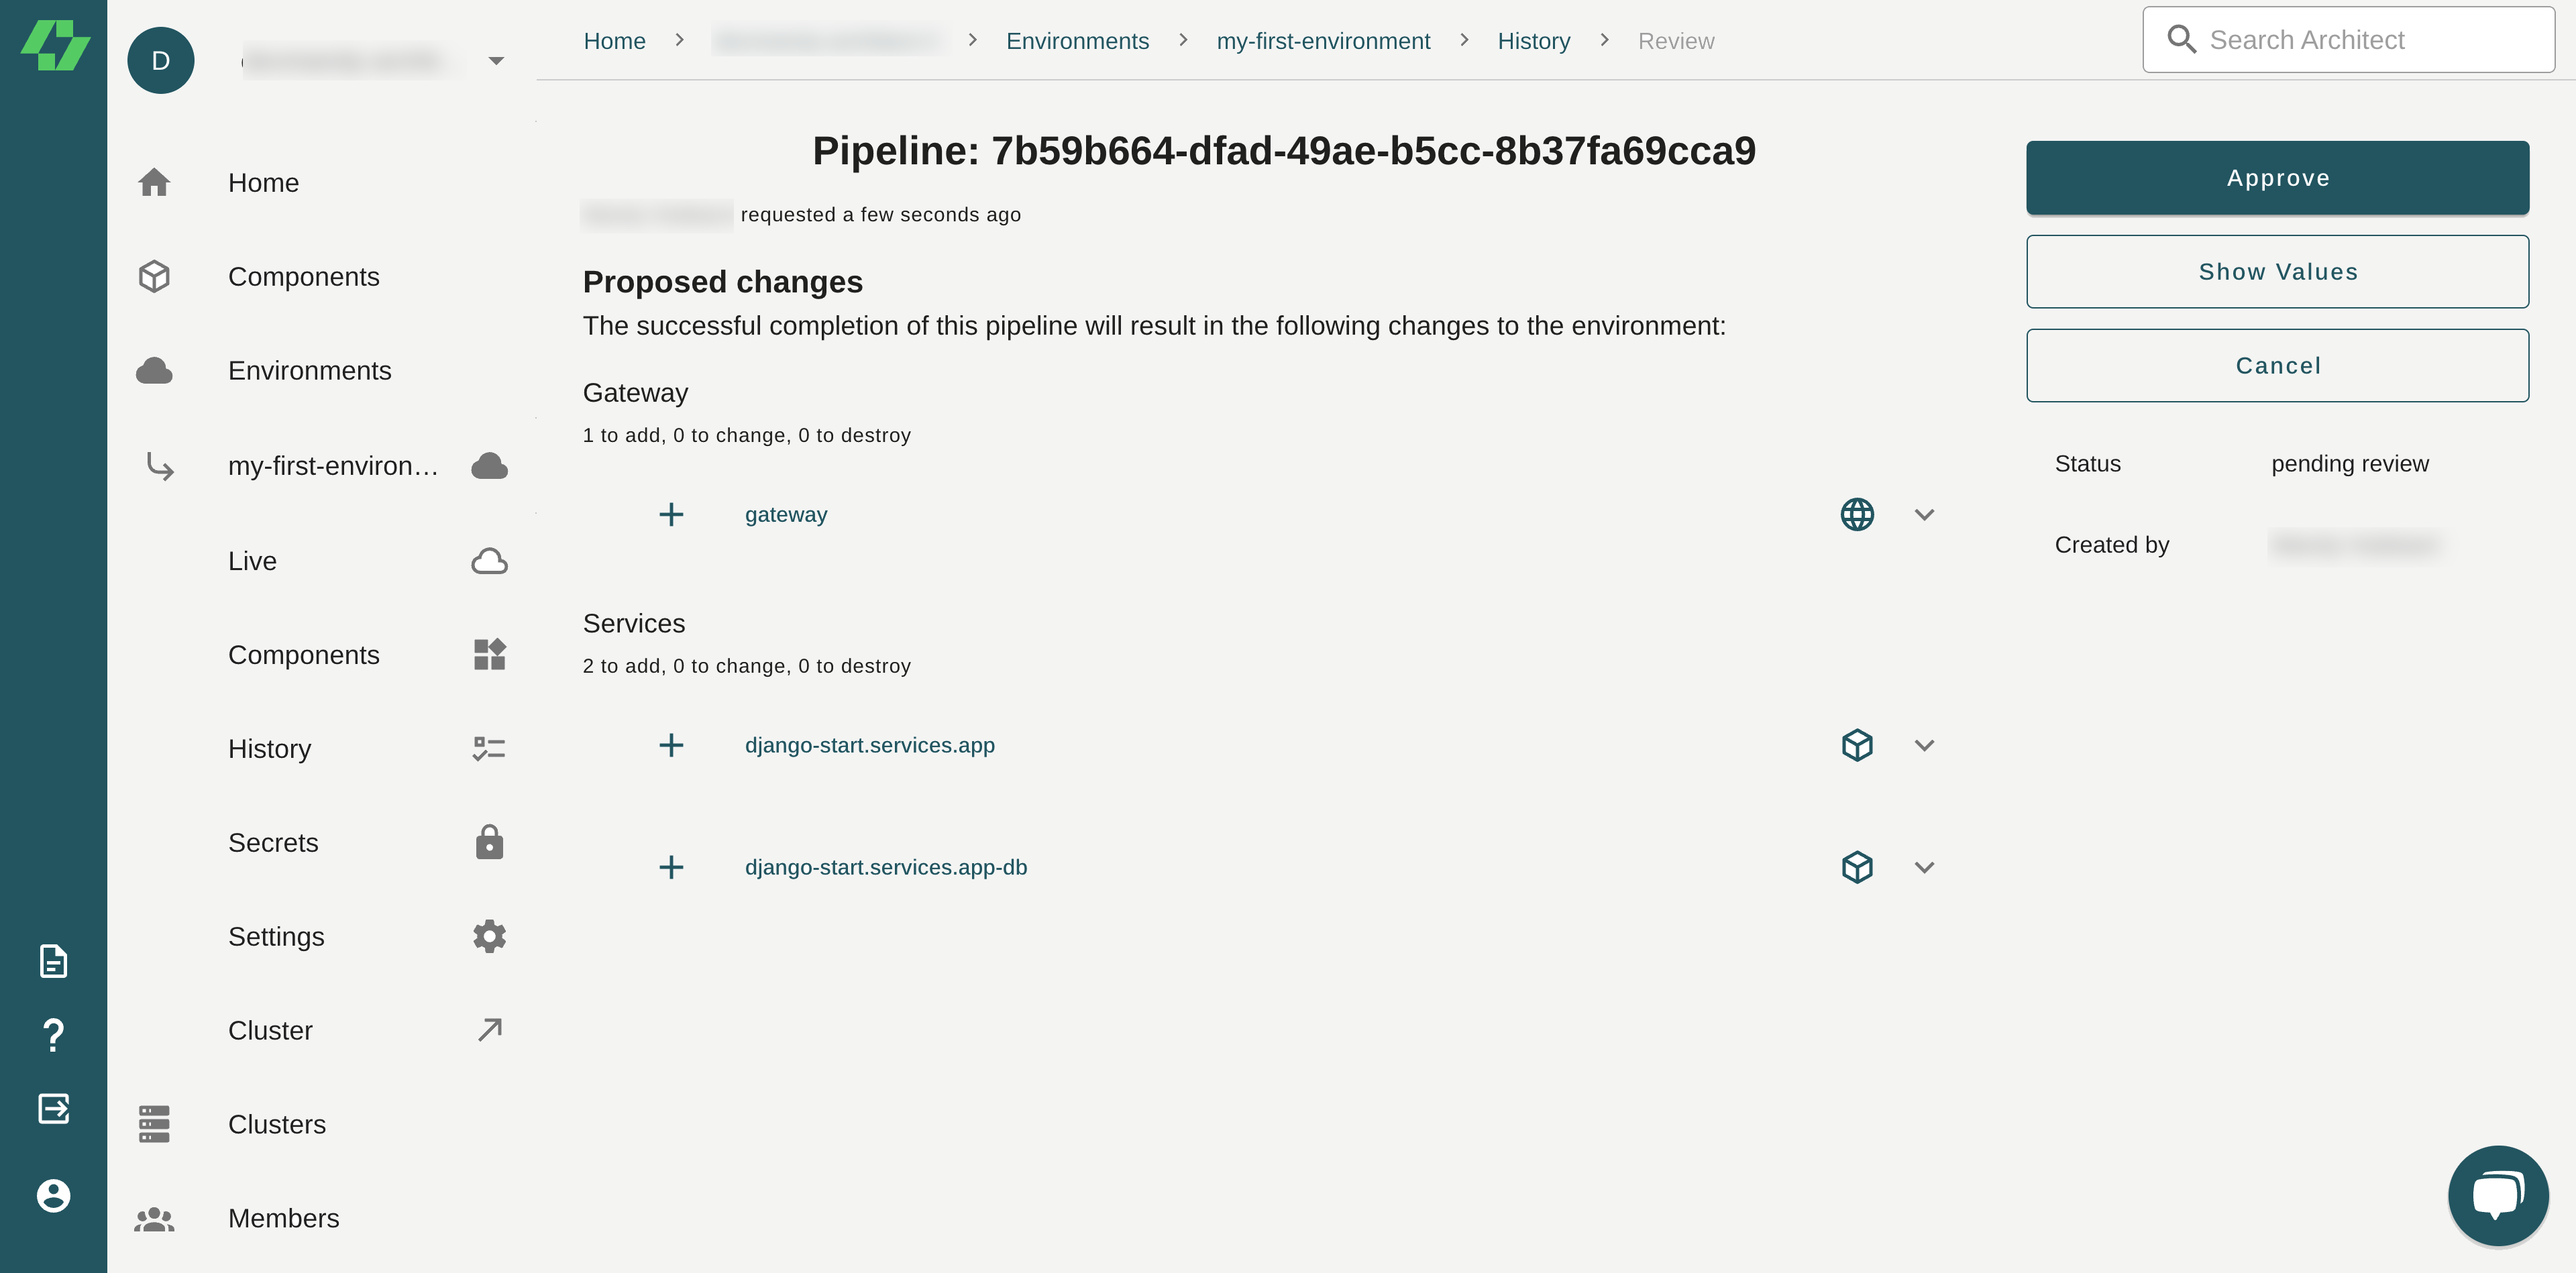 D
Home
Components
Environments
my-first-environ...
Live
Components
History
Secrets
Settings
Cluster
Clusters
Members
Home > > Environments > my-first-environment > History > Review
Search Architect
Pipeline: 7b59b664-dfad-49ae-b5cc-8b37fa69cca9
requested a few seconds ago
Proposed changes
The successful completion of this pipeline will result in the following changes to the environment:
Gateway
1 to add, 0 to change, 0 to destroy
gateway
Services
2 to add, 0 to change, 0 to destroy
django-start.services.app
django-start.services.app-db
Approve
Show Values
Cancel
Status pending review
Created by